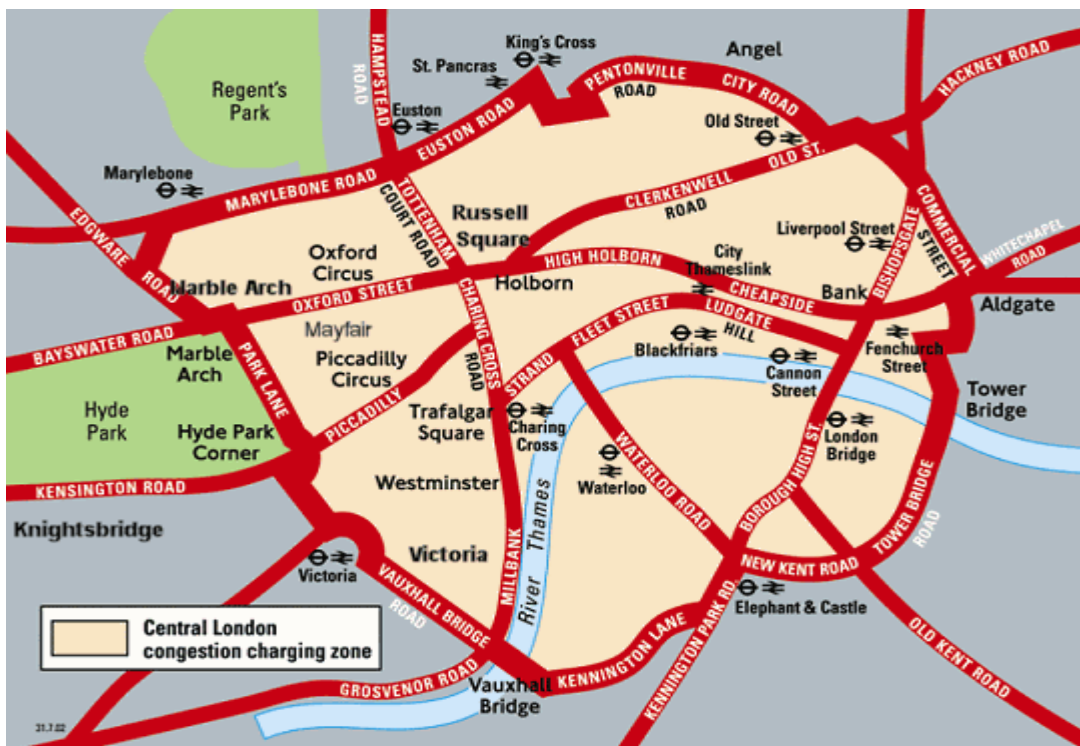 King's Cross
Angel
St. Pancras
HAMPSTEAD
ROAD
PENTONVILLE
ROAD
CITY ROAD
HACKNEY ROAD
Regent's
Park
Euston
EUSTON ROAD
Old Street
OLD ST.
Marylebone
MARYLEBONE ROAD
TOTTENHAM
COURT ROAD
CLERKENWELL
ROAD
COMMERCIAL
STREET
Russell
Square
Liverpool Street
BISHOPSGATE
WHITECHAPEL
ROAD
EDGWARE
ROAD
Oxford
Circus
HIGH HOLBORN
City
Thameslink
Marble Arch
Holborn
CHEAPSIDE
Bank
Aldgate
OXFORD STREET
CHARING CROSS
ROAD
BAYSWATER ROAD
Mayfair
STRAND
FLEET STREET
LUDGATE
HILL
Blackfriars
Fenchurch
Street
Marble
Arch
PARK LANE
Piccadilly
Circus
Cannon
Street
Tower
Bridge
Hyde
Park
Hyde Park
Corner
PICCADILLY
Trafalgar
Square
Charing
Cross
London
Bridge
KENSINGTON ROAD
Westminster
WATERLOO ROAD
Waterloo
BOROUGH HIGH ST.
TOWER BRIDGE
ROAD
Knightsbridge
Victoria
MILLBANK
River Thames
Victoria
VAUXHALL BRIDGE
ROAD
NEW KENT ROAD
Elephant & Castle
Central London
congestion charging zone
KENNINGTON LANE
KENNINGTON PARK RD.
OLD KENT ROAD
GROSVENOR ROAD
Vauxhall
Bridge
31.7.02